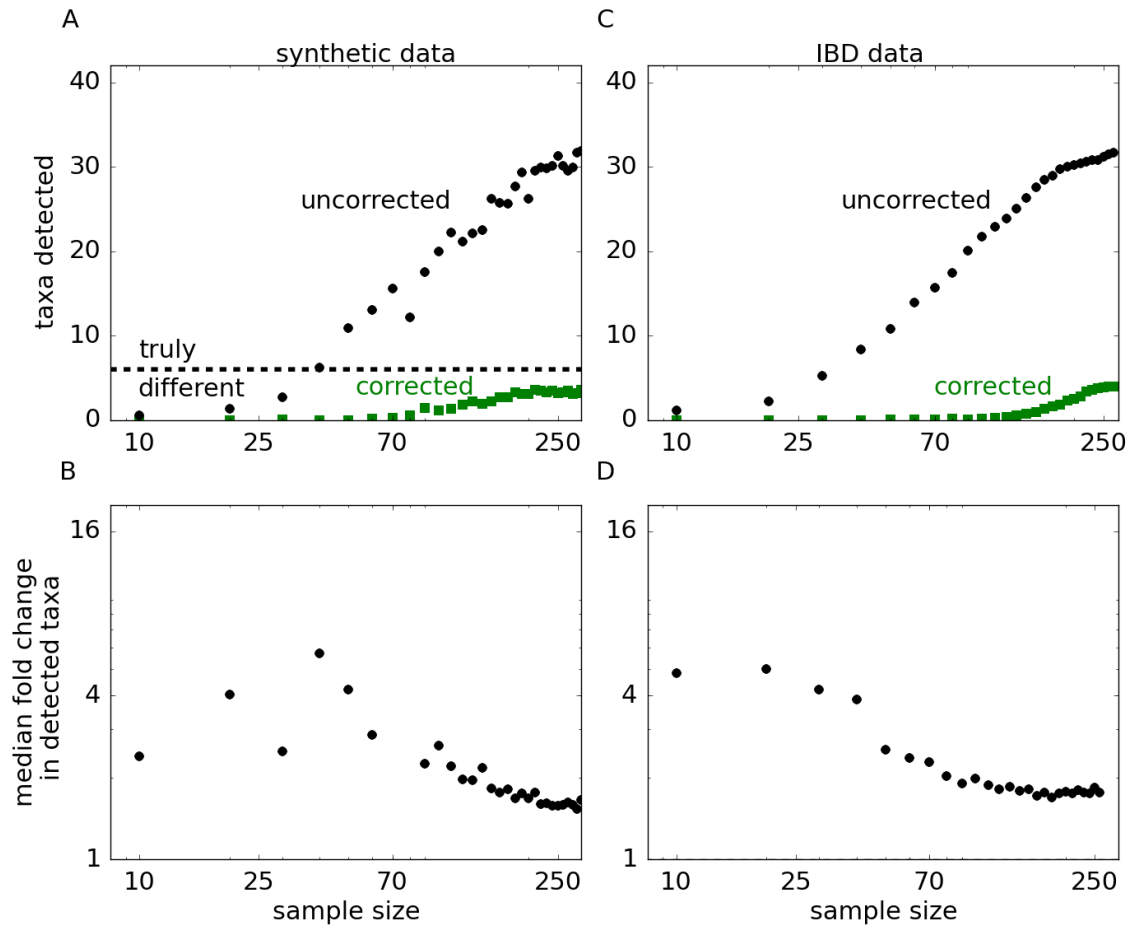 A
synthetic data
40
30
20
10
0
taxa detected
uncorrected
truly
different
corrected
10 25 70 250
C
IBD data
40
30
20
10
0
uncorrected
corrected
10 25 70 250
B
16
4
1
median fold change
in detected taxa
10 25 70 250
sample size
D
16
4
1
10 25 70 250
sample size